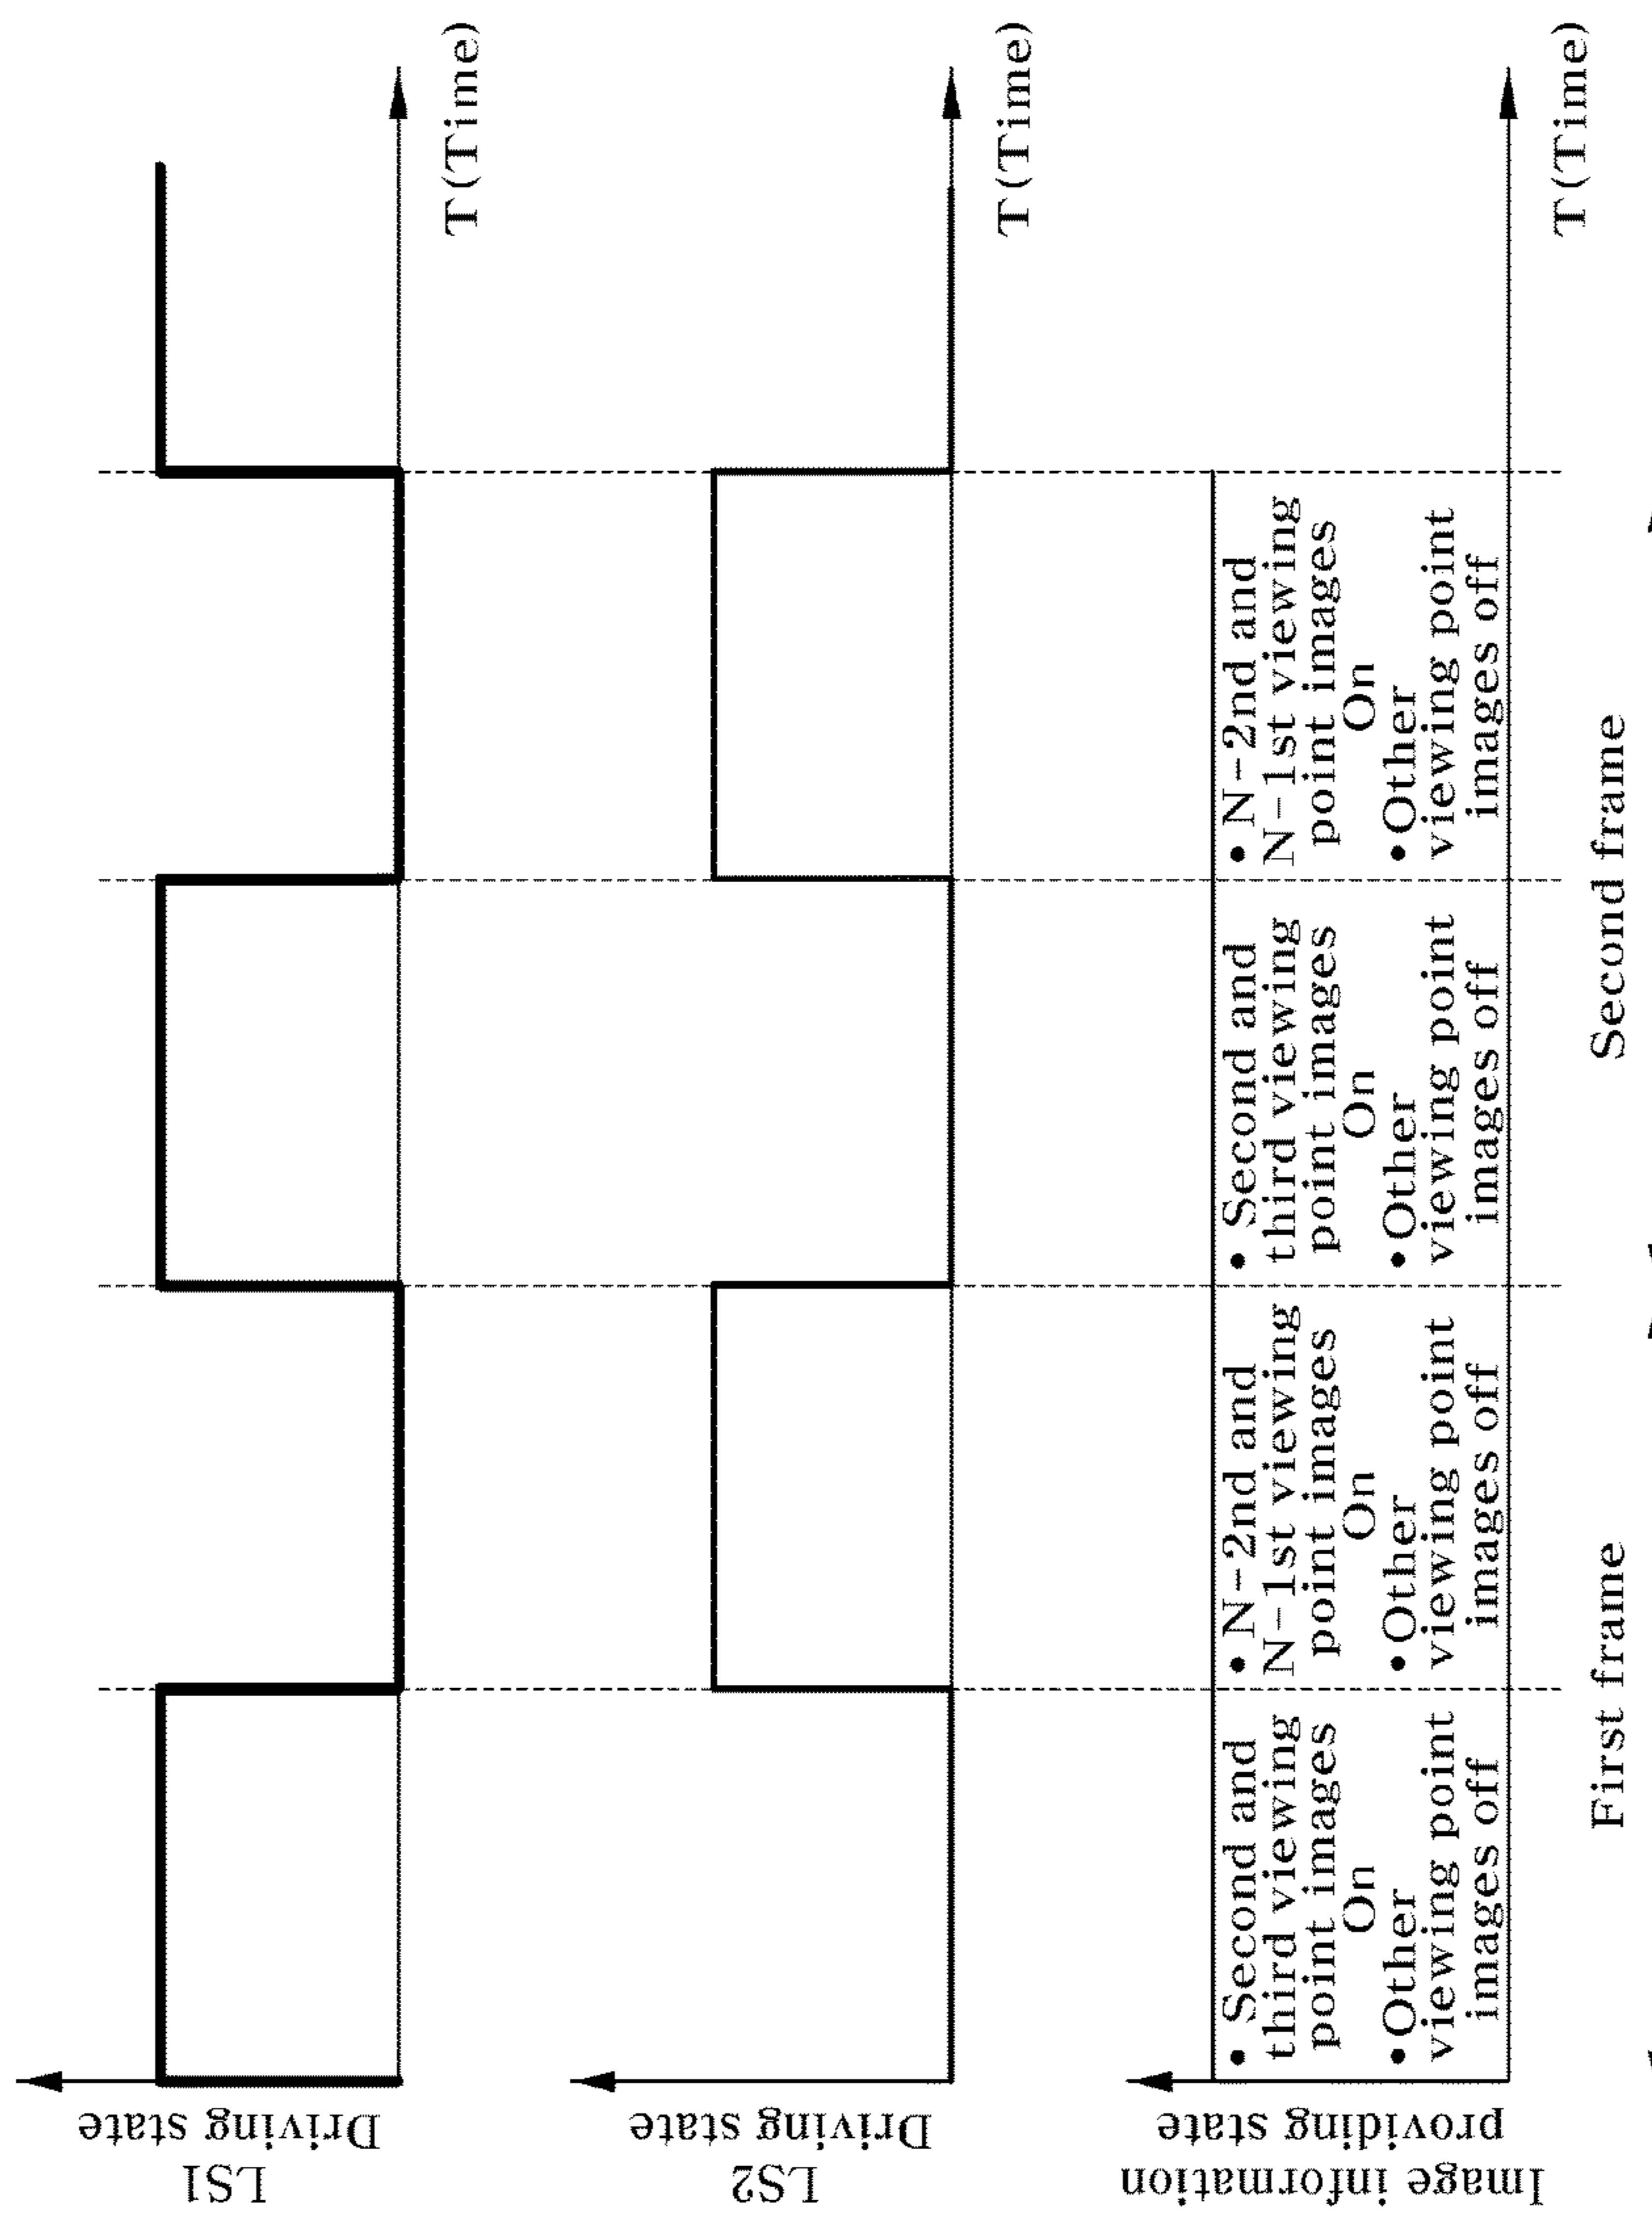 LS1
Driving state
T(Time)
LS2
Driving state
T(Time)
Image information
providing state
• Second and
third viewing
point images
On
•Other
viewing point
images off
• N-2nd and
N-1st viewing
point images
On
•Other
viewing point
images off
• Second and
third viewing
point images
On
•Other
viewing point
images off
• N-2nd and
N-1st viewing
point images
On
•Other
viewing point
images off
T(Time)
First frame
Second frame